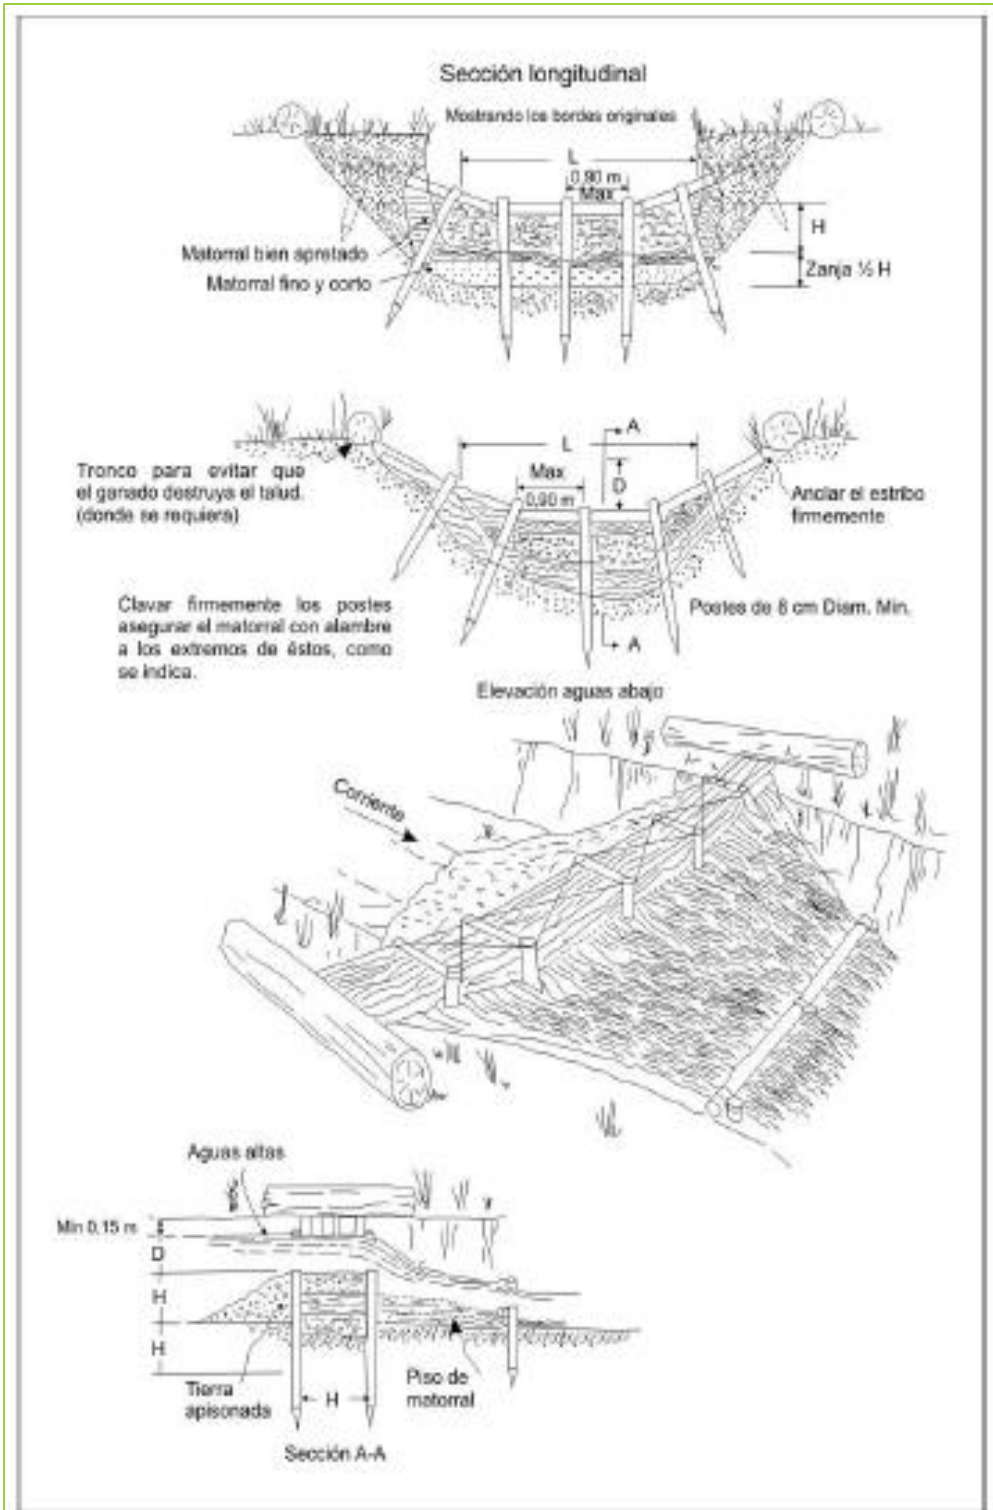 Sección longitudinal
Mostrando los bordes originales
L
0,90 m
Max
H
Matorral bien apretado
Zanja ½ H
Matorral fino y corto
A
L
Tronco para evitar que
el ganado destruya el talud.
(donde se requiera)
Max
0,90 m
D
Anclar el estribo
firmemente
Clavar firmemente los postes
asegurar el matorral con alambre
a los extremos de éstos, como
se indica.
Postes de 8 cm Diam. Min.
A
Elevación aguas abajo
Corriente
Aguas altas
Min 0,15 m
D
H
H
Tierra
apisonada
H
Piso de
matorral
Sección A-A